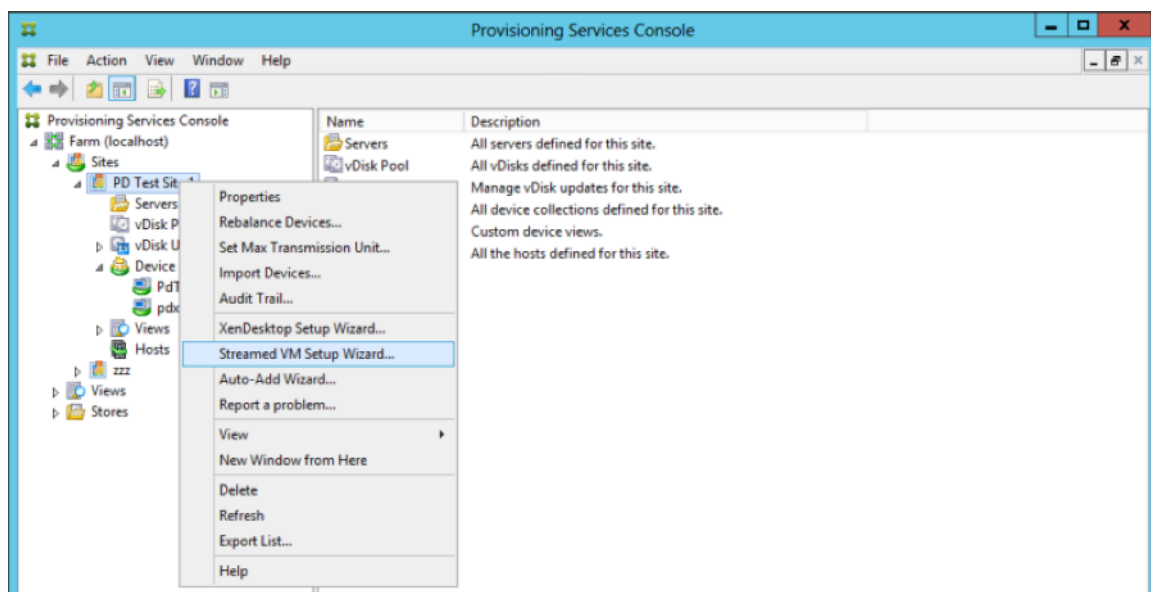 Provisioning Services Console
File Action View Window Help
Provisioning Services Console
Farm (localhost)
Sites
PD Test Site 1
Servers
vDisk P
vDisk U
Device
PdT
pdx
Views
Hosts
zzz
Views
Stores
Name Description
Servers All servers defined for this site.
vDisk Pool All vDisks defined for this site.
Manage vDisk updates for this site.
All device collections defined for this site.
Custom device views.
All the hosts defined for this site.
Properties
Rebalance Devices...
Set Max Transmission Unit...
Import Devices...
Audit Trail...
XenDesktop Setup Wizard...
Streamed VM Setup Wizard...
Auto-Add Wizard...
Report a problem...
View
New Window from Here
Delete
Refresh
Export List...
Help